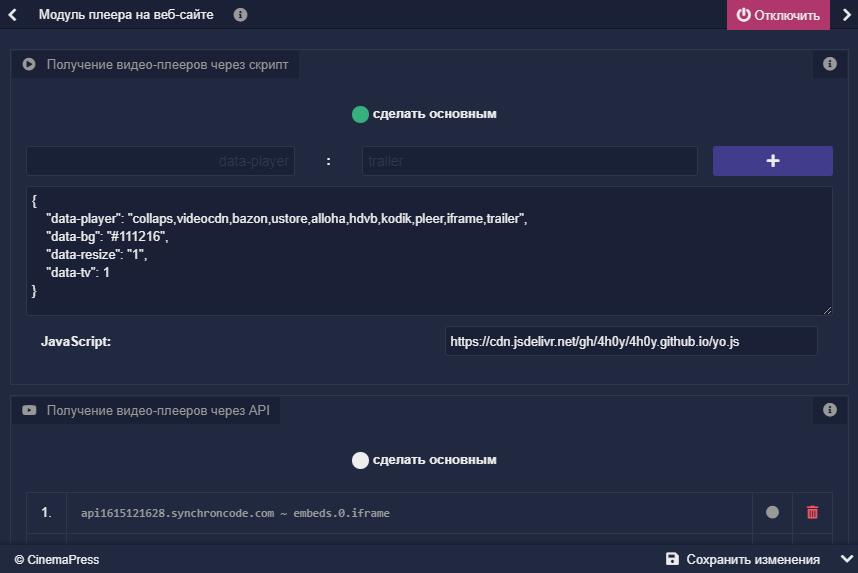 Модуль плеера на веб-сайте
Отключить
Получение видео-плееров через скрипт
сделать основным
data-player : trailer +
{
"data-player": "collaps,videocdn,bazon,ustore,alloha,hdvb,kodik,pleer,iframe,trailer",
"data-bg": "#111216",
"data-resize": "1",
"data-tv": 1
}
JavaScript: https://cdn.jsdelivr.net/gh/4h0y/4h0y.github.io/yo.js
Получение видео-плееров через API
сделать основным
1. api1615121628.synchroncode.com ~ embeds.0.iframe
© CinemaPress
Сохранить изменения